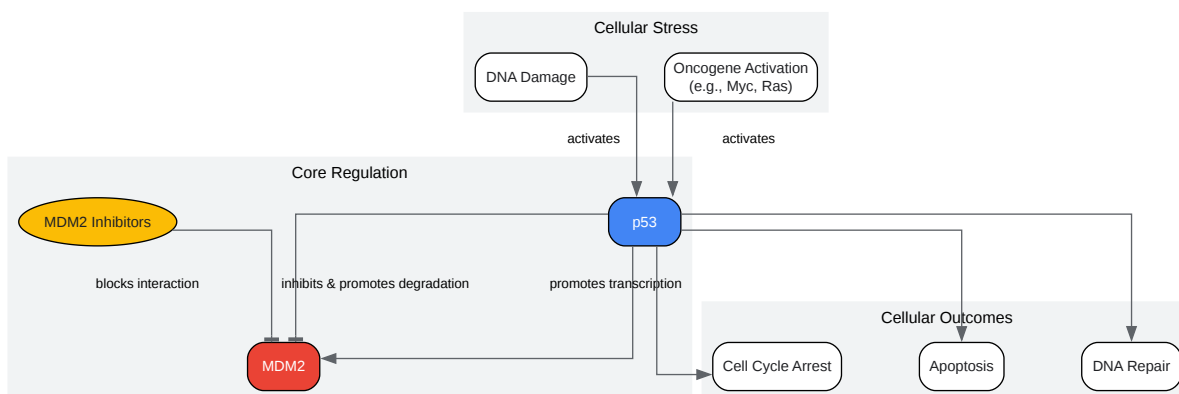 Cellular Stress
DNA Damage
Oncogene Activation
(e.g., Myc, Ras)
activates
activates
Core Regulation
MDM2 Inhibitors
p53
blocks interaction
inhibits & promotes degradation
promotes transcription
Cellular Outcomes
MDM2
Cell Cycle Arrest
Apoptosis
DNA Repair